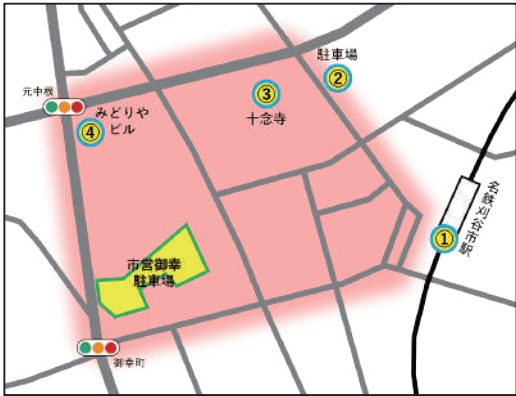 元中根
みどりや
ビル
④
③
十念寺
駐車場
②
名鉄刈谷市駅
①
市営御幸
駐車場
御幸町